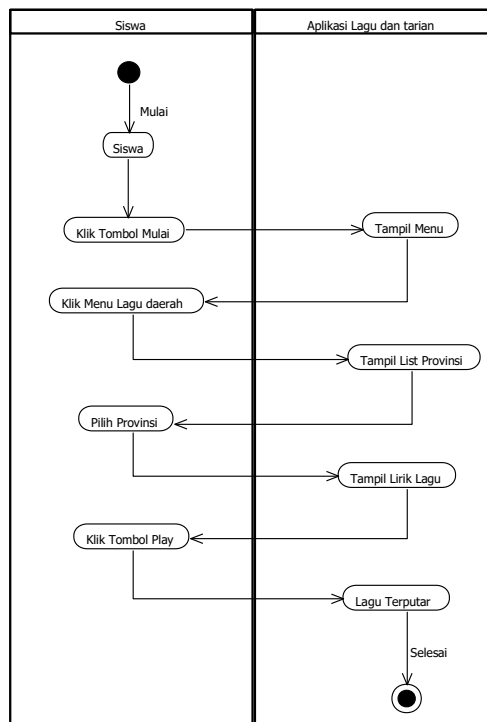 Siswa
Aplikasi Lagu dan tarian
Mulai
Siswa
Klik Tombol Mulai
Tampil Menu
Klik Menu Lagu daerah
Tampil List Provinsi
Pilih Provinsi
Tampil Lirik Lagu
Klik Tombol Play
Lagu Terputar
Selesai